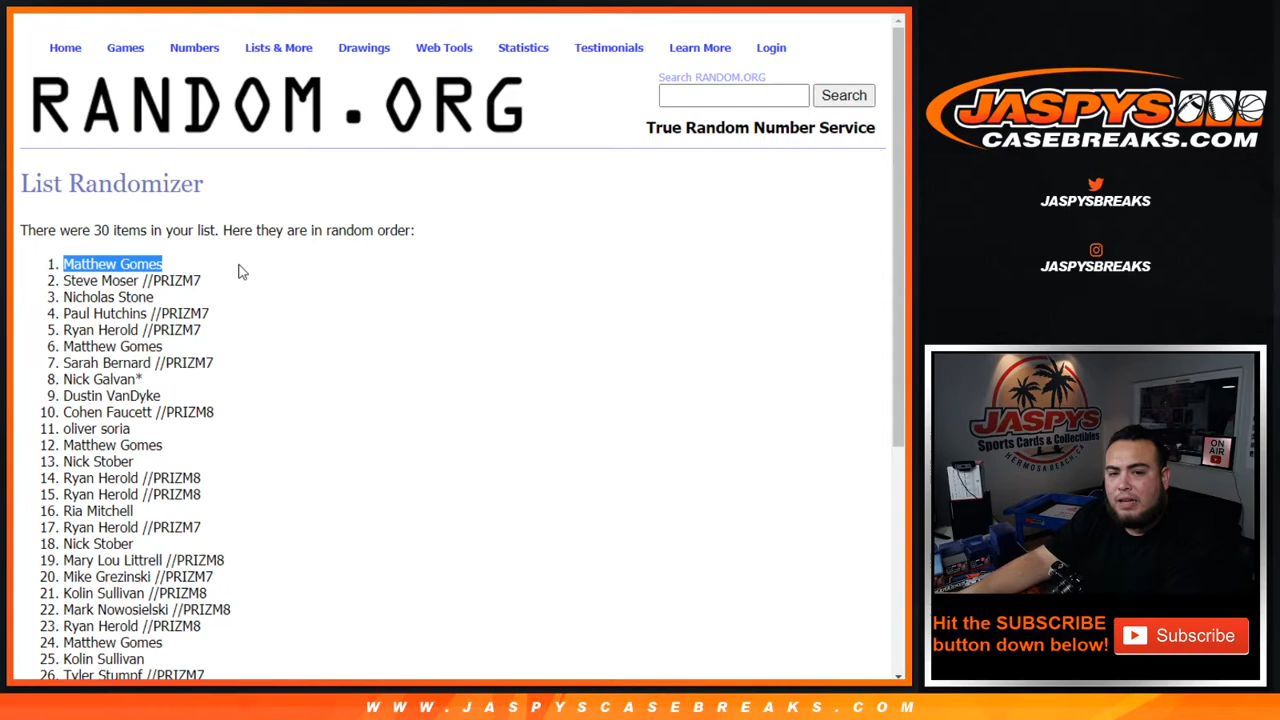 Home Games Numbers Lists & More Drawings Web Tools Statistics Testimonials Learn More Login
RANDOM.ORG
Search RANDOM.ORG
Search
True Random Number Service
List Randomizer
There were 30 items in your list. Here they are in random order:
1. Matthew Gomes
2. Steve Moser //PRIZM7
3. Nicholas Stone
4. Paul Hutchins //PRIZM7
5. Ryan Herold //PRIZM7
6. Matthew Gomes
7. Sarah Bernard //PRIZM7
8. Nick Galvan*
9. Dustin VanDyke
10. Cohen Faucett //PRIZM8
11. oliver soria
12. Matthew Gomes
13. Nick Stober
14. Ryan Herold //PRIZM8
15. Ryan Herold //PRIZM8
16. Ria Mitchell
17. Ryan Herold //PRIZM7
18. Nick Stober
19. Mary Lou Littrell //PRIZM8
20. Mike Grezinski //PRIZM7
21. Kolin Sullivan //PRIZM8
22. Mark Nowosielski //PRIZM8
23. Ryan Herold //PRIZM8
24. Matthew Gomes
25. Kolin Sullivan
26. Tyler Stumpf //PRIZM7
JASPYS
CASEBREAKS.COM
JASPYSBREAKS
JASPYSBREAKS
JASPYS
Sports Cards & Collectibles
HERMOSA BEACH, CA
ON
AIR
Hit the SUBSCRIBE
button down below!
Subscribe
WWW.JASPYSCASEBREAKS.COM